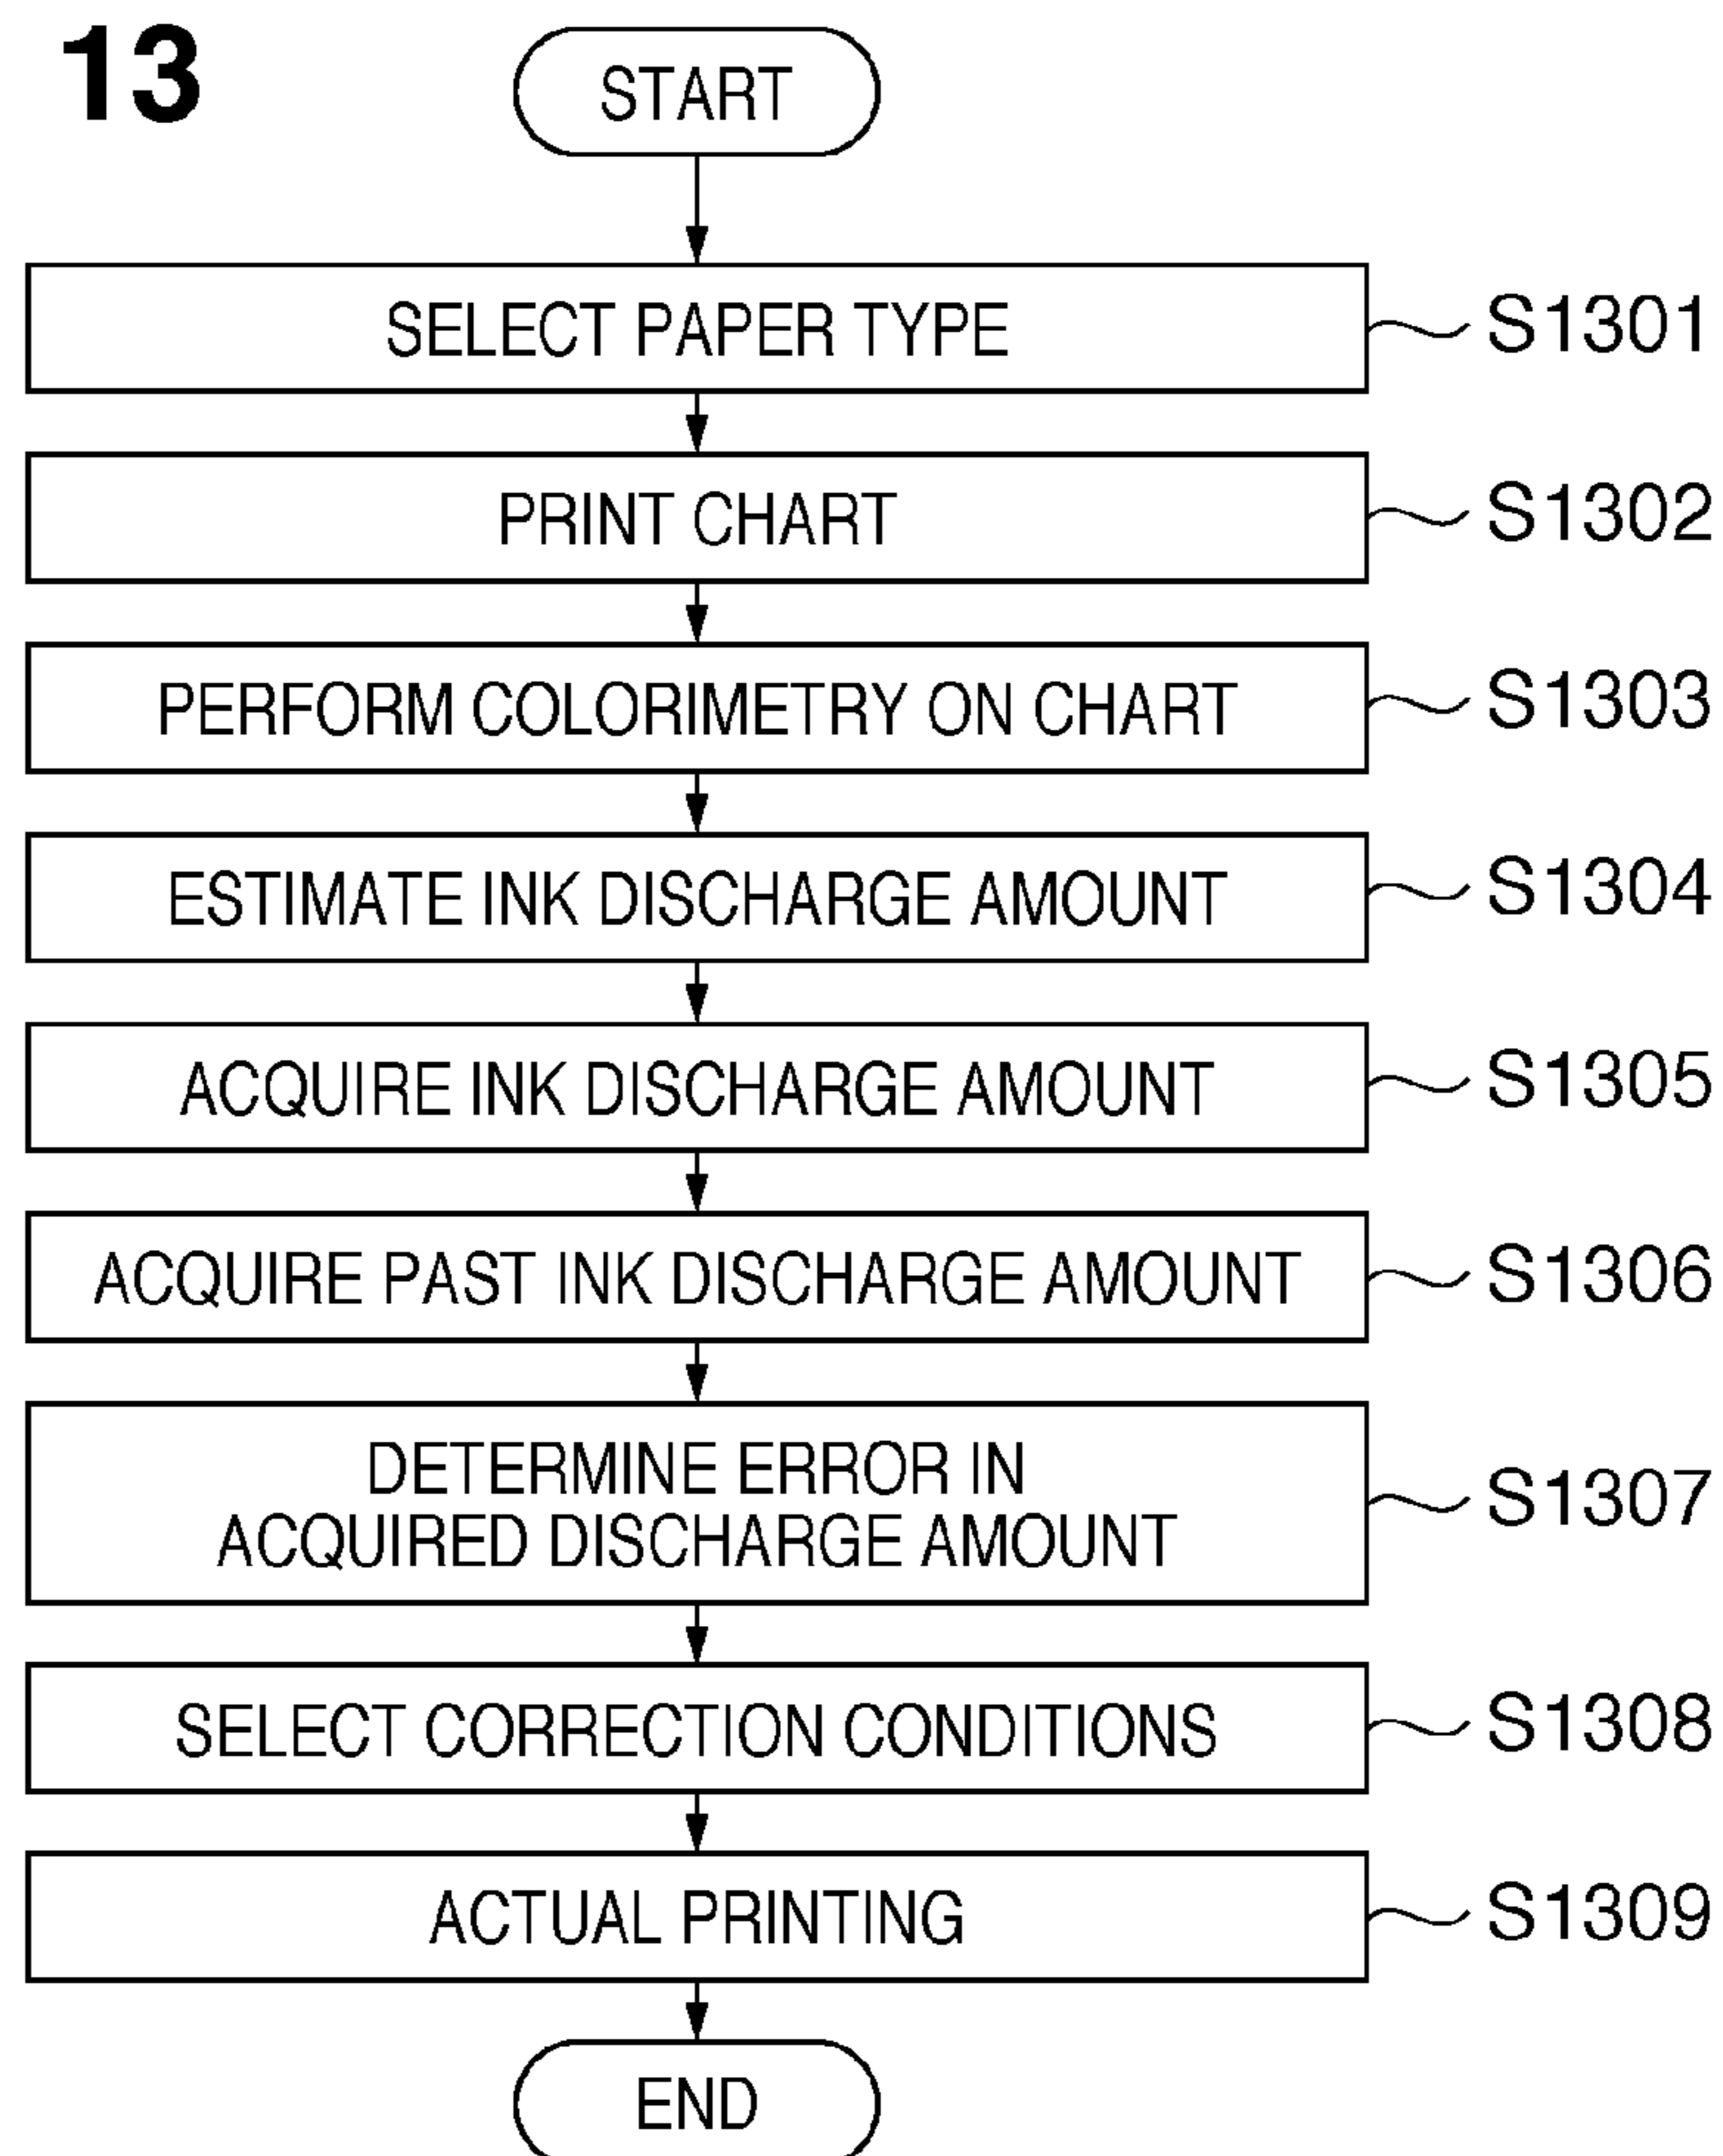 13
START
SELECT PAPER TYPE S1301
PRINT CHART S1302
PERFORM COLORIMETRY ON CHART S1303
ESTIMATE INK DISCHARGE AMOUNT S1304
ACQUIRE INK DISCHARGE AMOUNT S1305
ACQUIRE PAST INK DISCHARGE AMOUNT S1306
DETERMINE ERROR IN
ACQUIRED DISCHARGE AMOUNT S1307
SELECT CORRECTION CONDITIONS S1308
ACTUAL PRINTING S1309
END